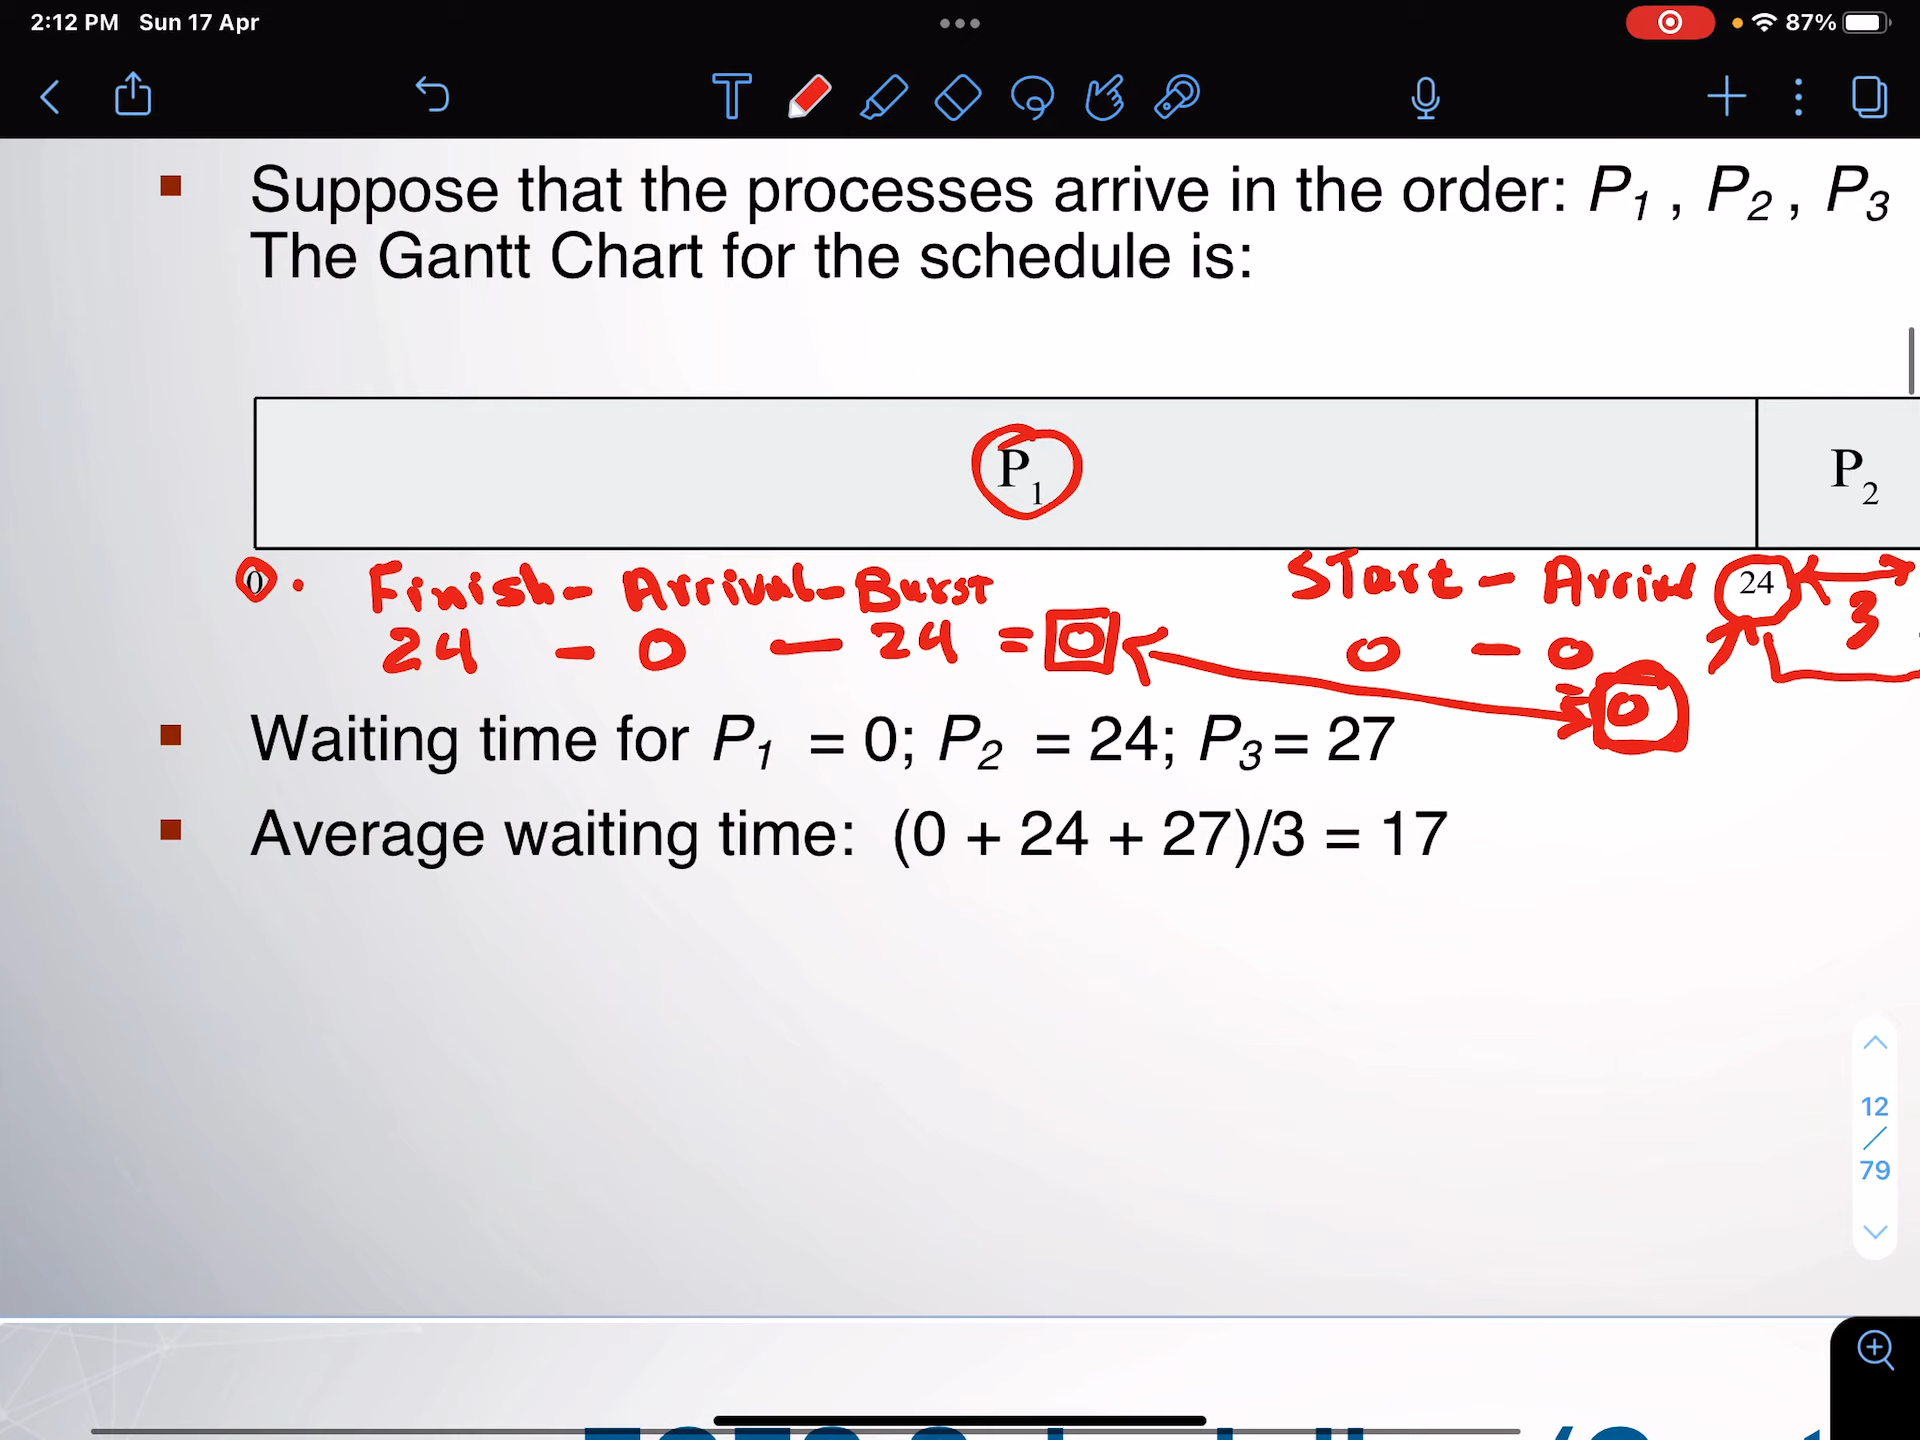 2:12 PM Sun 17 Apr 87%
Suppose that the processes arrive in the order: P1 , P2 , P3
The Gantt Chart for the schedule is:
P1 P2
0 Finish - Arrival - Burst Start - Arrival 24
24 - 0 - 24 = 0 0 - 0 3
= 0
Waiting time for P1 = 0; P2 = 24; P3 = 27
Average waiting time: (0 + 24 + 27)/3 = 17
12
/
79